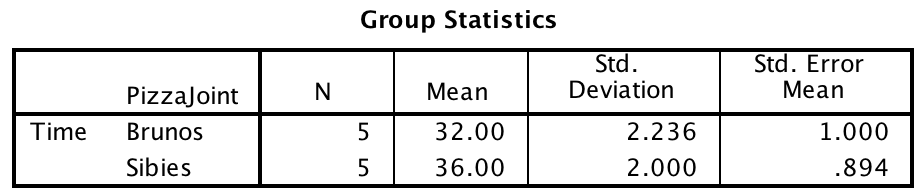 Group Statistics
PizzaJoint N Mean Std. Deviation Std. Error Mean
Time Brunos 5 32.00 2.236 1.000
Sibies 5 36.00 2.000 .894